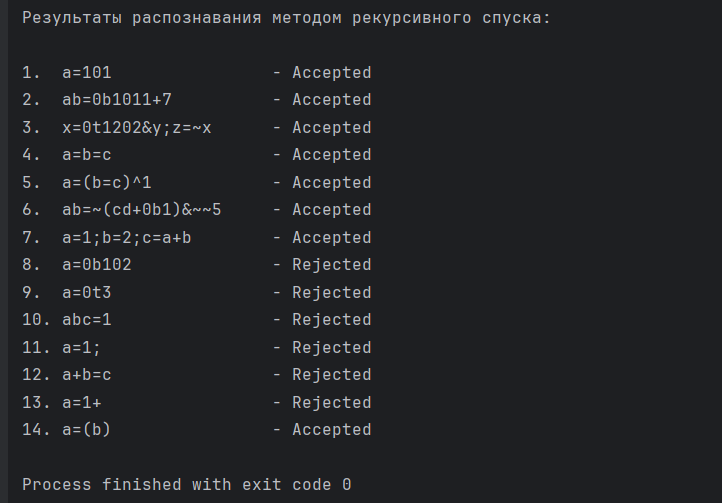 Результаты распознавания методом рекурсивного спуска:
1. a=101 - Accepted
2. ab=0b1011+7 - Accepted
3. x=0t1202&y;z=~x - Accepted
4. a=b=c - Accepted
5. a=(b=c)^1 - Accepted
6. ab=~(cd+0b1)&~~5 - Accepted
7. a=1;b=2;c=a+b - Accepted
8. a=0b102 - Rejected
9. a=0t3 - Rejected
10. abc=1 - Rejected
11. a=1; - Rejected
12. a+b=c - Rejected
13. a=1+ - Rejected
14. a=(b) - Accepted
Process finished with exit code 0